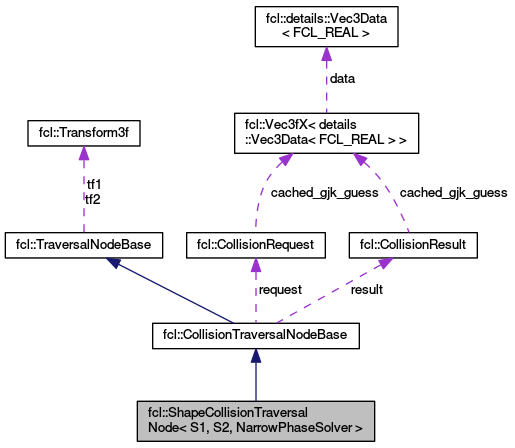 fcl::details::Vec3Data
< FCL_REAL >
data
fcl::Transform3f
fcl::Vec3fX< details
::Vec3Data< FCL_REAL > >
tf1
tf2
cached_gjk_guess
cached_gjk_guess
fcl::TraversalNodeBase
fcl::CollisionRequest
fcl::CollisionResult
request
result
fcl::CollisionTraversalNodeBase
fcl::ShapeCollisionTraversal
Node< S1, S2, NarrowPhaseSolver >